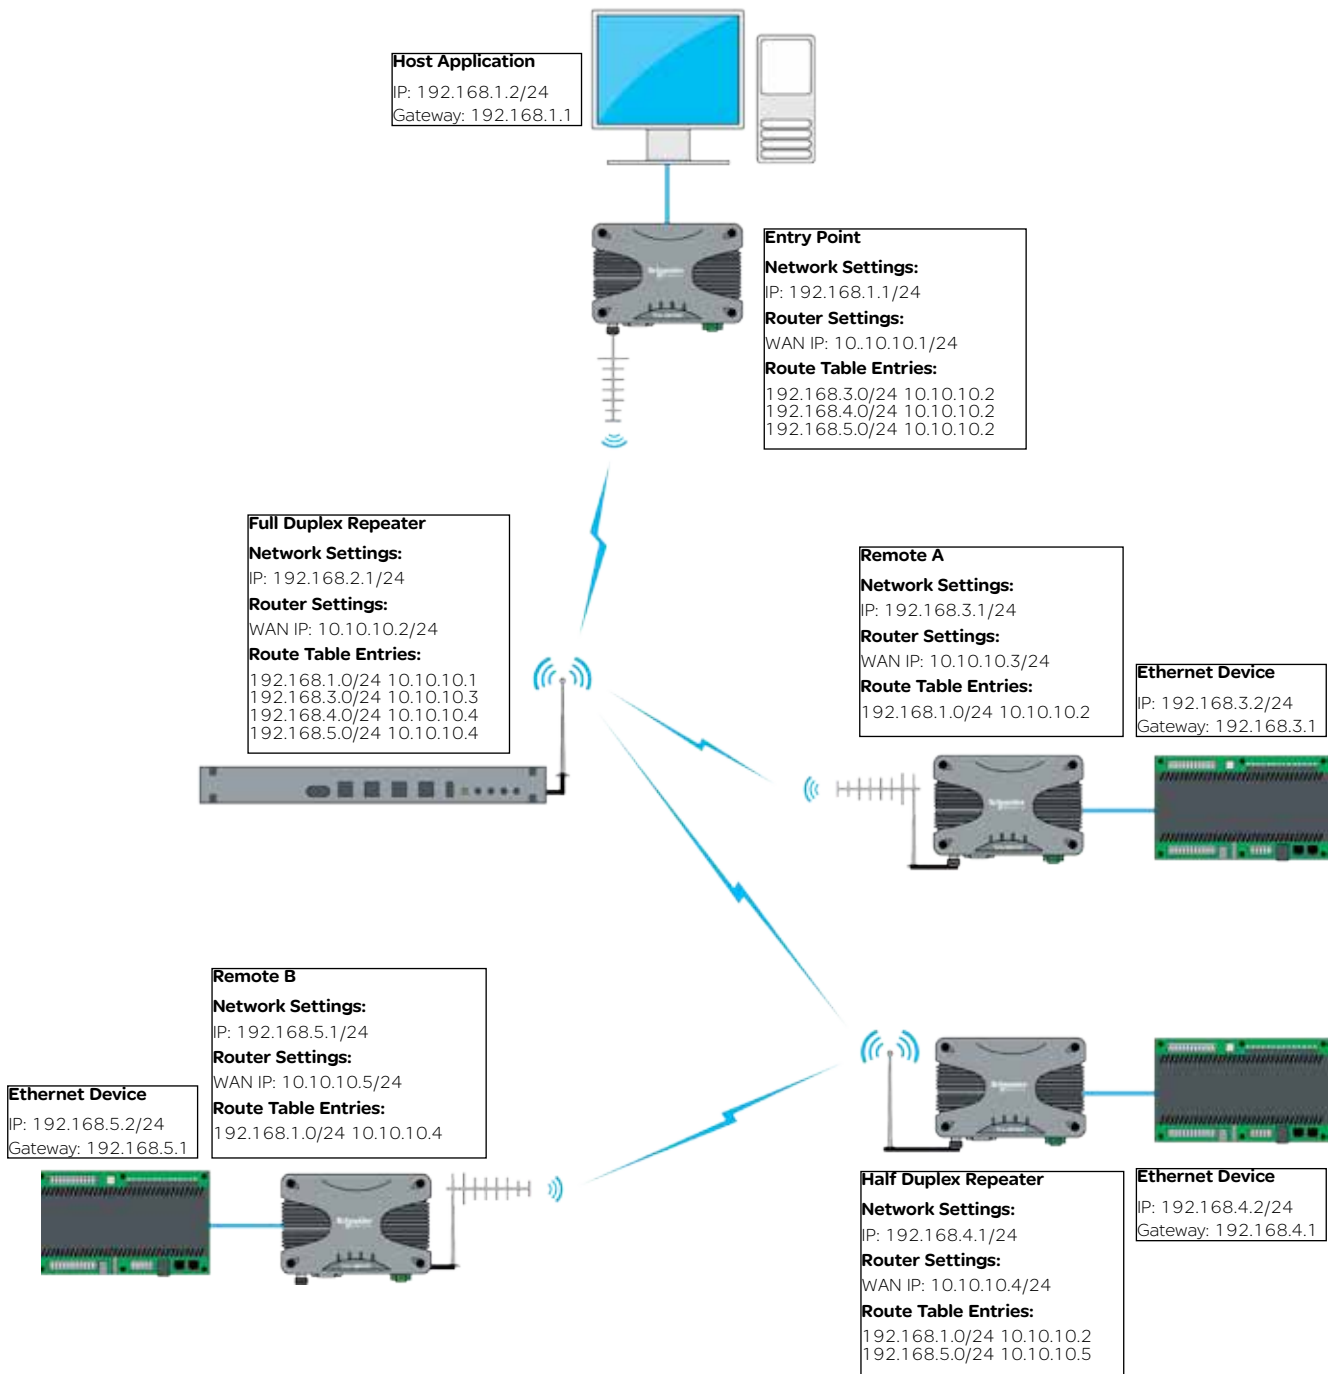 Host Application
IP: 192.168.1.2/24
Gateway: 192.168.1.1
Entry Point
Network Settings:
IP: 192.168.1.1/24
Router Settings:
WAN IP: 10..10.10.1/24
Route Table Entries:
192.168.3.0/24 10.10.10.2
192.168.4.0/24 10.10.10.2
192.168.5.0/24 10.10.10.2
Full Duplex Repeater
Network Settings:
IP: 192.168.2.1/24
Router Settings:
WAN IP: 10.10.10.2/24
Route Table Entries:
192.168.1.0/24 10.10.10.1
192.168.3.0/24 10.10.10.3
192.168.4.0/24 10.10.10.4
192.168.5.0/24 10.10.10.4
Remote A
Network Settings:
IP: 192.168.3.1/24
Router Settings:
WAN IP: 10.10.10.3/24
Route Table Entries:
192.168.1.0/24 10.10.10.2
Ethernet Device
IP: 192.168.3.2/24
Gateway: 192.168.3.1
Remote B
Network Settings:
IP: 192.168.5.1/24
Router Settings:
WAN IP: 10.10.10.5/24
Route Table Entries:
192.168.1.0/24 10.10.10.4
Ethernet Device
IP: 192.168.5.2/24
Gateway: 192.168.5.1
Half Duplex Repeater
Network Settings:
IP: 192.168.4.1/24
Router Settings:
WAN IP: 10.10.10.4/24
Route Table Entries:
192.168.1.0/24 10.10.10.2
192.168.5.0/24 10.10.10.5
Ethernet Device
IP: 192.168.4.2/24
Gateway: 192.168.4.1